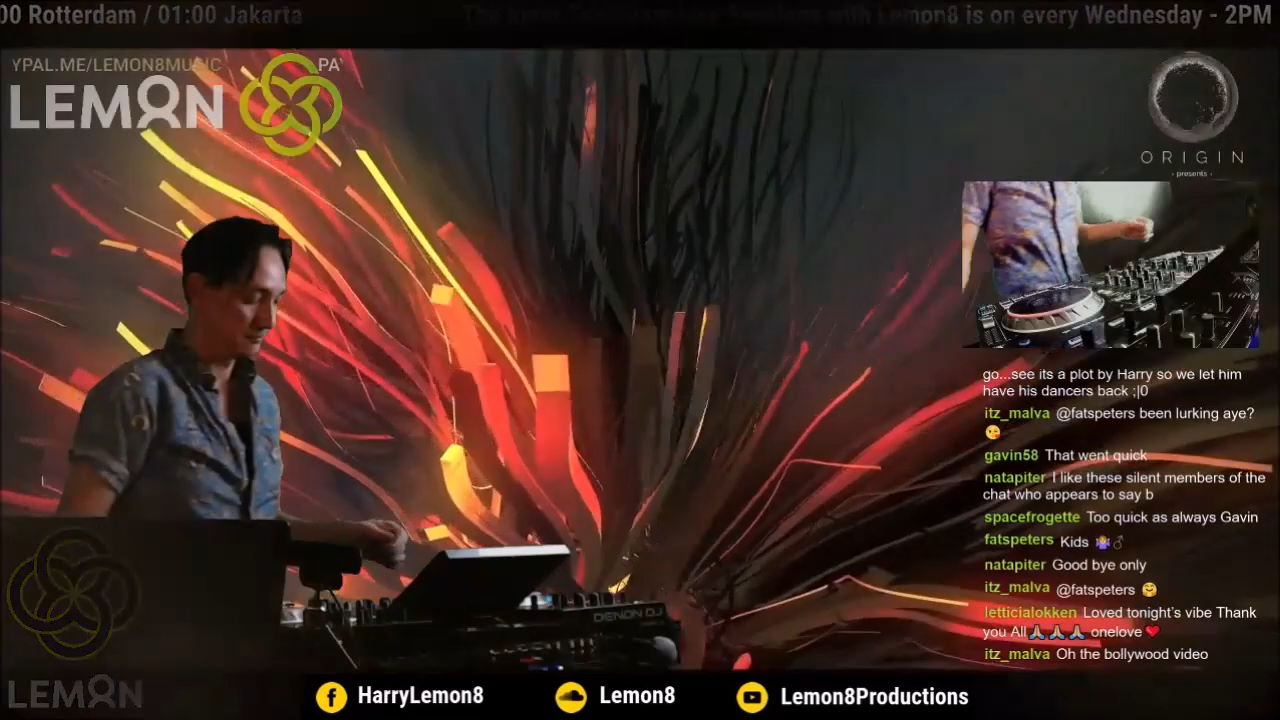 00 Rotterdam / 01:00 Jakarta
with Lemon8 is on every Wednesday - 2PM
YPAL.ME/LEMON8MUSIC
PA
LEMON
ORIGIN
- presents -
go...see its a plot by Harry so we let him
have his dancers back ;|0
itz_malva @fatspeters been lurking aye?
😘
gavin58 That went quick
natapiter I like these silent members of the
chat who appears to say b
spacefrogette Too quick as always Gavin
fatspeters Kids 🤷‍♂
natapiter Good bye only
itz_malva @fatspeters 🤗
letticialokken Loved tonight's vibe Thank
you All🙏🙏🙏 onelove ❤
itz_malva Oh the bollywood video
DENON DJ
LEMON
HarryLemon8
Lemon8
Lemon8Productions